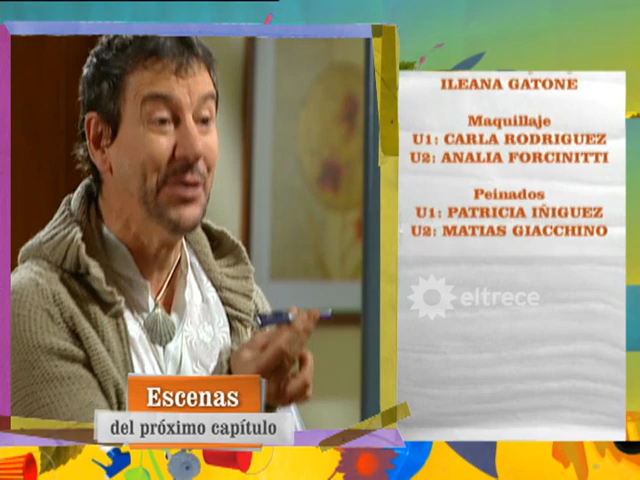 ILEANA GATONE
Maquillaje
U1: CARLA RODRIGUEZ
U2: ANALIA FORCINITTI
Peinados
U1: PATRICIA IÑIGUEZ
U2: MATIAS GIACCHINO
eltrece
Escenas
del próximo capítulo